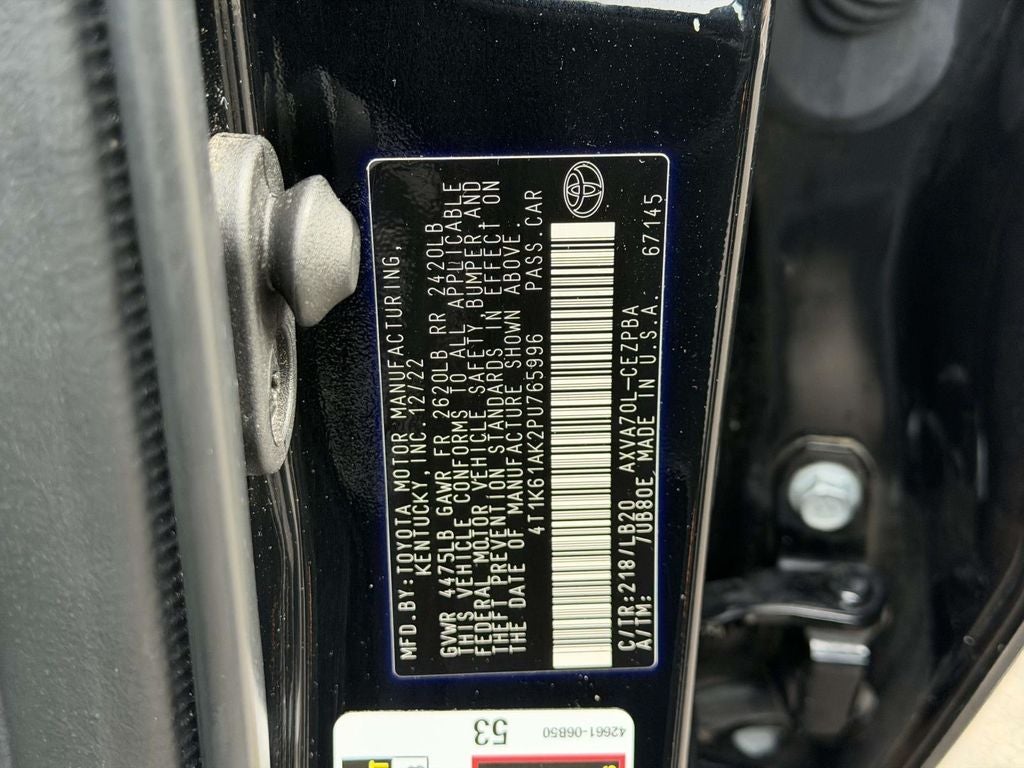 MFD.BY:TOYOTA MOTOR MANUFACTURING,
KENTUCKY, INC. 12/22
GVWR 4475LB GAWR FR 2620LB RR 2420LB
THIS VEHICLE CONFORMS TO ALL APPLICABLE
FEDERAL MOTOR VEHICLE SAFETY,BUMPER,AND
THEFT PREVENTION STANDARDS IN EFFECT ON
THE DATE OF MANUFACTURE SHOWN ABOVE.
4T1K61AK2PU765996 PASS.CAR
C/TR:218/LB20 AXVA70L-CEZPBA
A/TM: /UB80E MADE IN U.S.A. 67145
42661-06B50
53